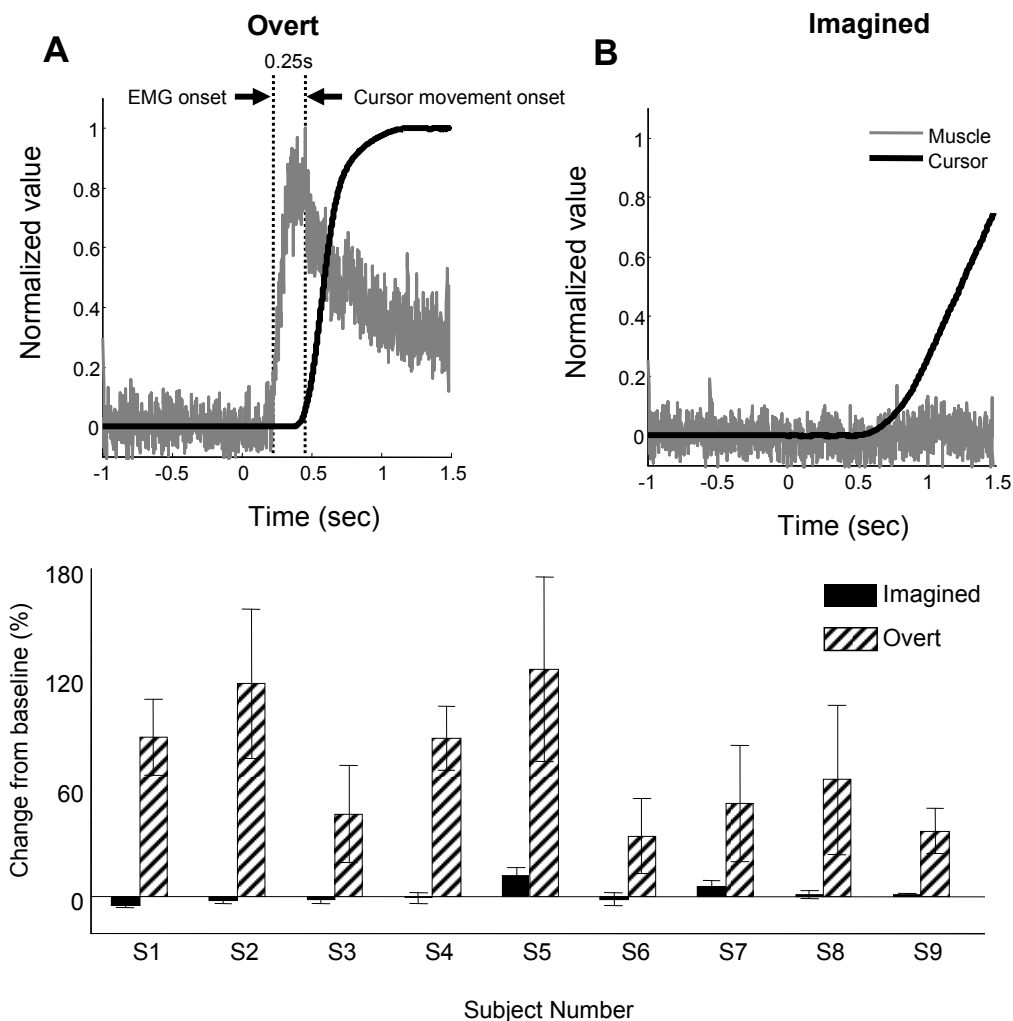 A
Overt
0.25s
EMG onset
Cursor movement onset
Normalized value
1
0.8
0.6
0.4
0.2
0
-1
-0.5
0
0.5
1
1.5
Time (sec)
B
Imagined
Muscle
Cursor
Normalized value
1
0.8
0.6
0.4
0.2
0
-1
-0.5
0
0.5
1
1.5
Time (sec)
Change from baseline (%)
180
120
60
0
Imagined
Overt
S1
S2
S3
S4
S5
S6
S7
S8
S9
Subject Number